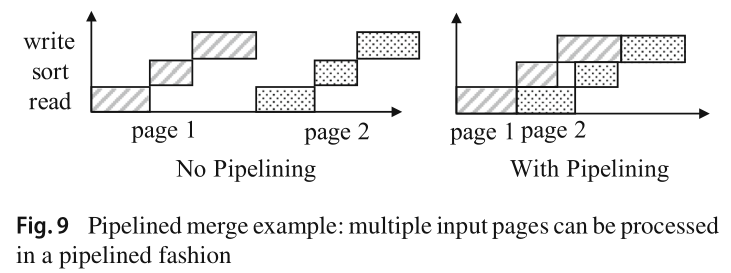 write
sort
read
page 1
page 2
No Pipelining
page 1 page 2
With Pipelining
Fig. 9 Pipelined merge example: multiple input pages can be processed
in a pipelined fashion